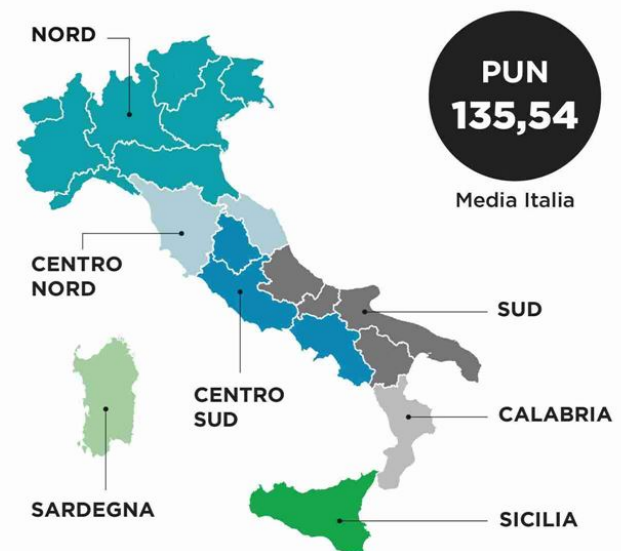 NORD
PUN
135,54
Media Italia
CENTRO
NORD
SUD
CENTRO
SUD
CALABRIA
SARDEGNA
SICILIA